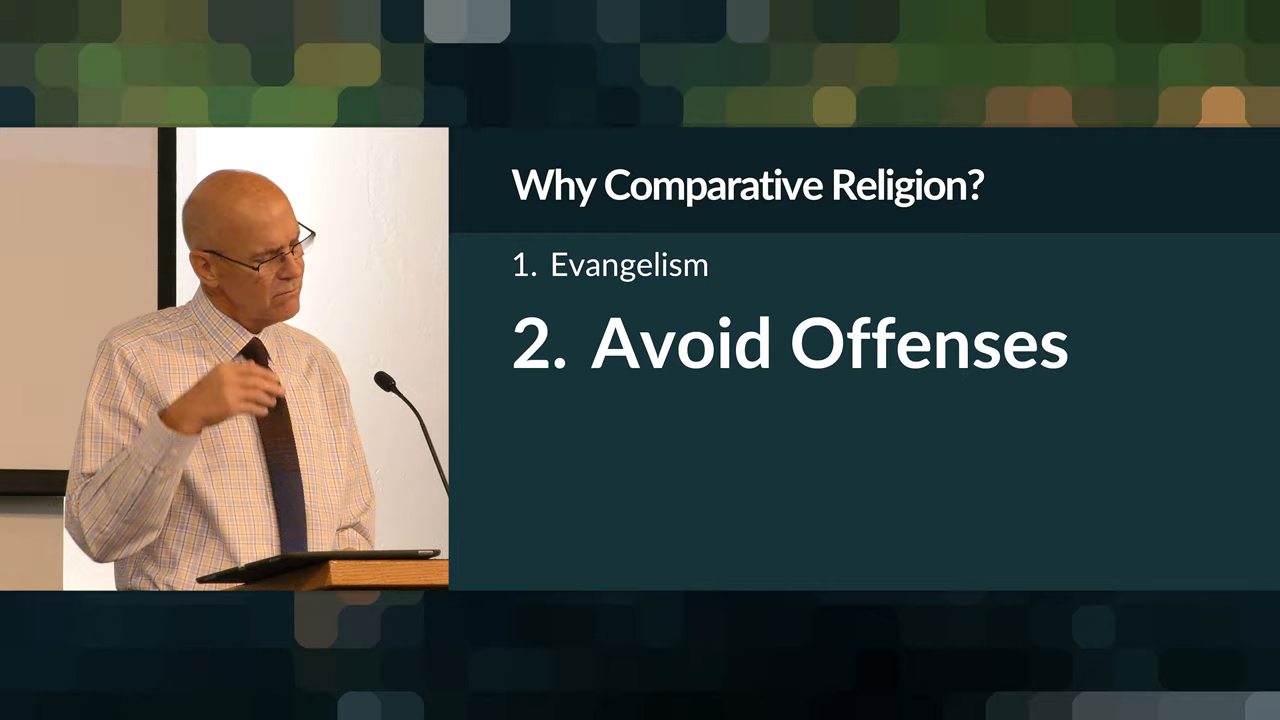 Why Comparative Religion?
1. Evangelism
2. Avoid Offenses